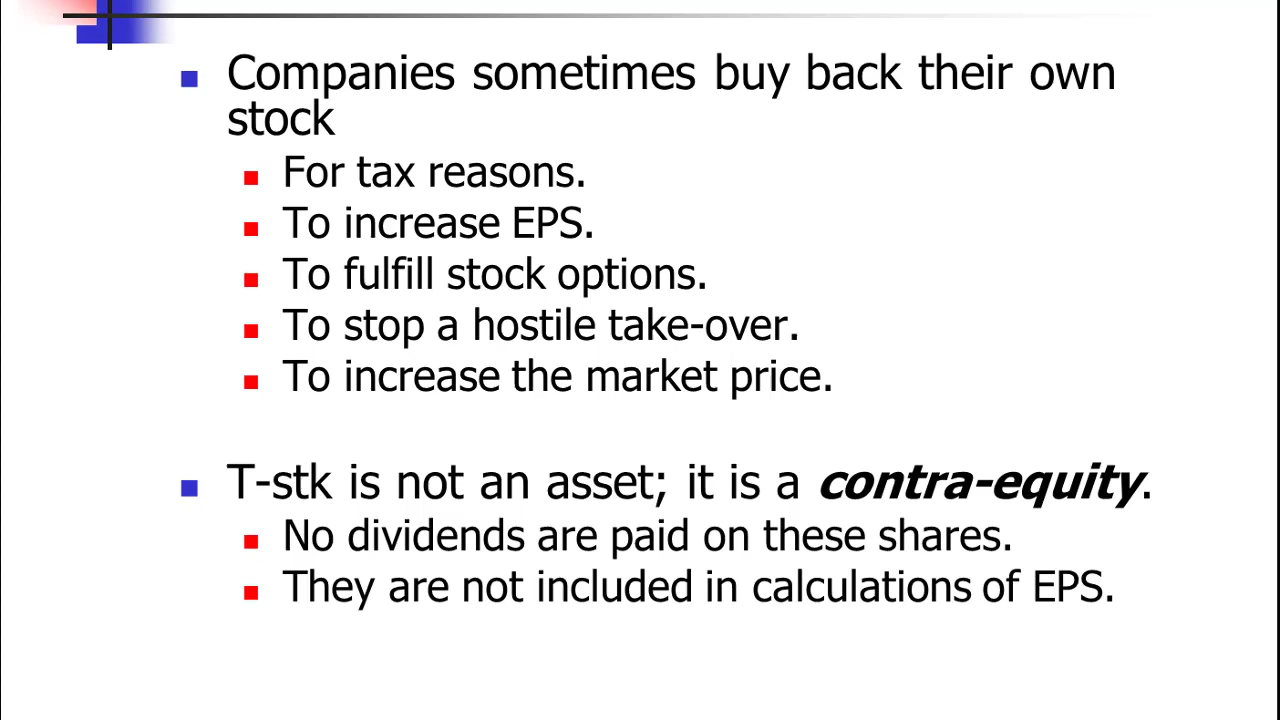 Companies sometimes buy back their own
stock
For tax reasons.
To increase EPS.
To fulfill stock options.
To stop a hostile take-over.
To increase the market price.
T-stk is not an asset; it is a contra-equity.
No dividends are paid on these shares.
They are not included in calculations of EPS.